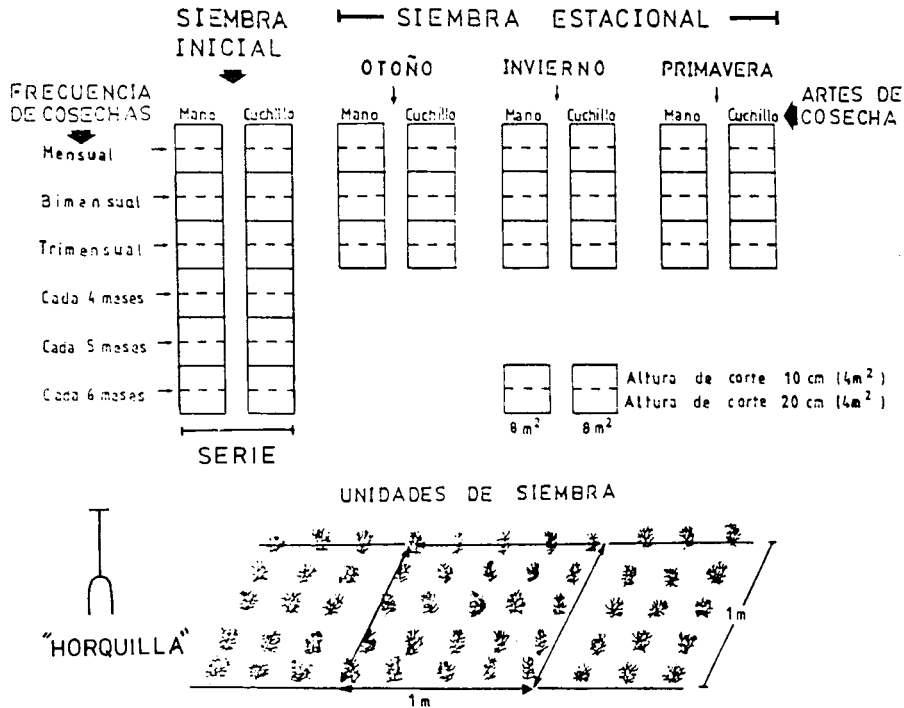 SIEMBRA
INICIAL
SIEMBRA ESTACIONAL
OTOÑO
INVIERNO
PRIMAVERA
FRECUENCIA
DE COSECHAS
ARTES DE
COSECHA
Mano Cuchillo Mano Cuchillo Mano Cuchillo Mano Cuchillo
Mensual
Bimensual
Trimensual
Cada 4 meses
Cada 5 meses
Cada 6 meses
Altura de corte 10 cm (4m²)
Altura de corte 20 cm (4m²)
8 m² 8 m²
SERIE
UNIDADES DE SIEMBRA
"HORQUILLA"
1m
1m